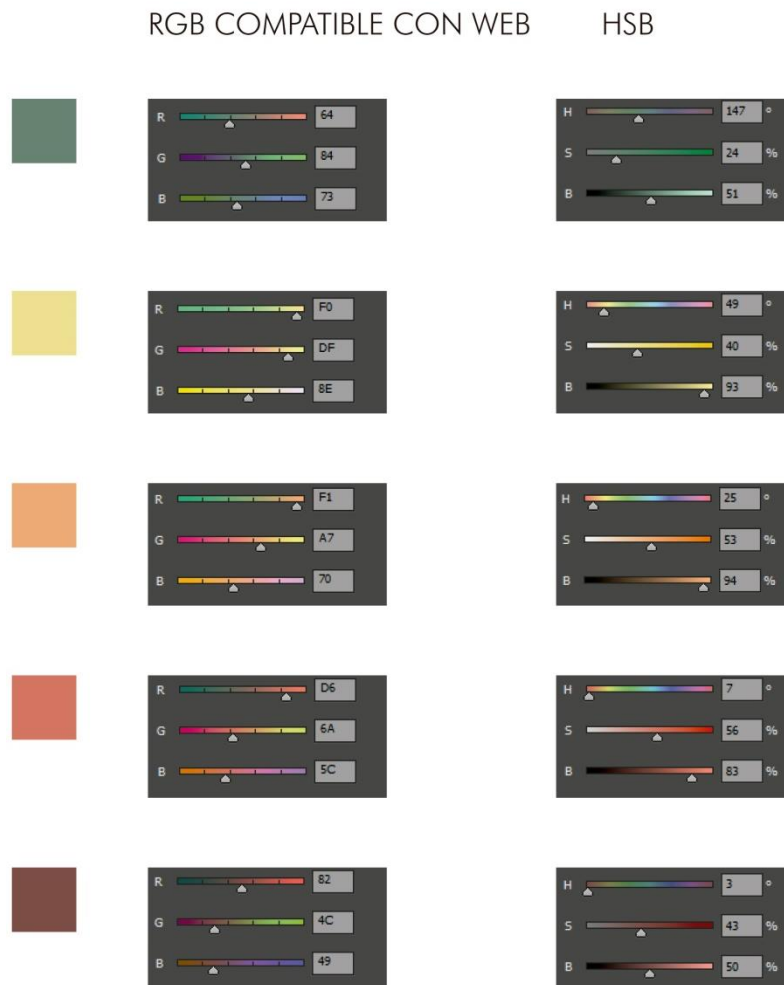 RGB COMPATIBLE CON WEB HSB
R 64 H 147 °
G 84 S 24 %
B 73 B 51 %
R F0 H 49 °
G DF S 40 %
B 8E B 93 %
R F1 H 25 °
G A7 S 53 %
B 70 B 94 %
R D6 H 7 °
G 6A S 56 %
B 5C B 83 %
R 82 H 3 °
G 4C S 43 %
B 49 B 50 %